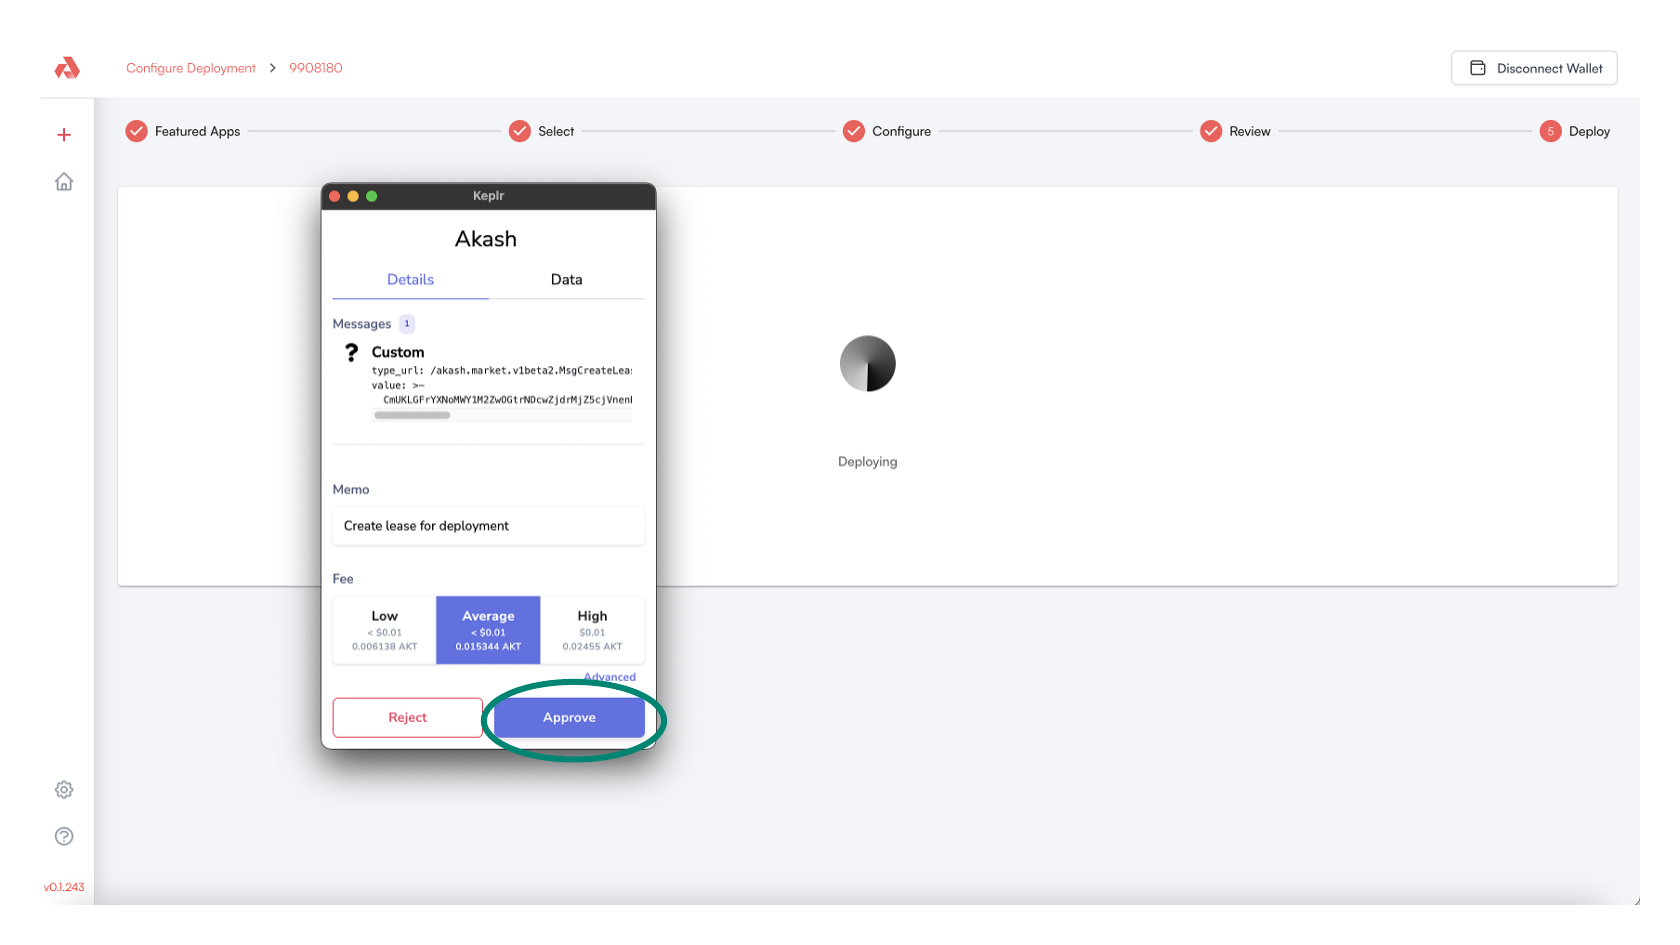 Configure Deployment > 9908180
Disconnect Wallet
Featured Apps
Select
Configure
Review
5 Deploy
Keplr
Akash
Details
Data
Messages 1
? Custom
type_url: /akash.market.v1beta2.MsgCreateLea
value: >-
CmUKLGFrYXNoMWY1M2ZwOGtrNDcwZjdrMjZ5cjVnen
Memo
Create lease for deployment
Fee
Low
< $0.01
0.006138 AKT
Average
< $0.01
0.015344 AKT
High
$0.01
0.02455 AKT
Advanced
Reject
Approve
Deploying
v0.1.243